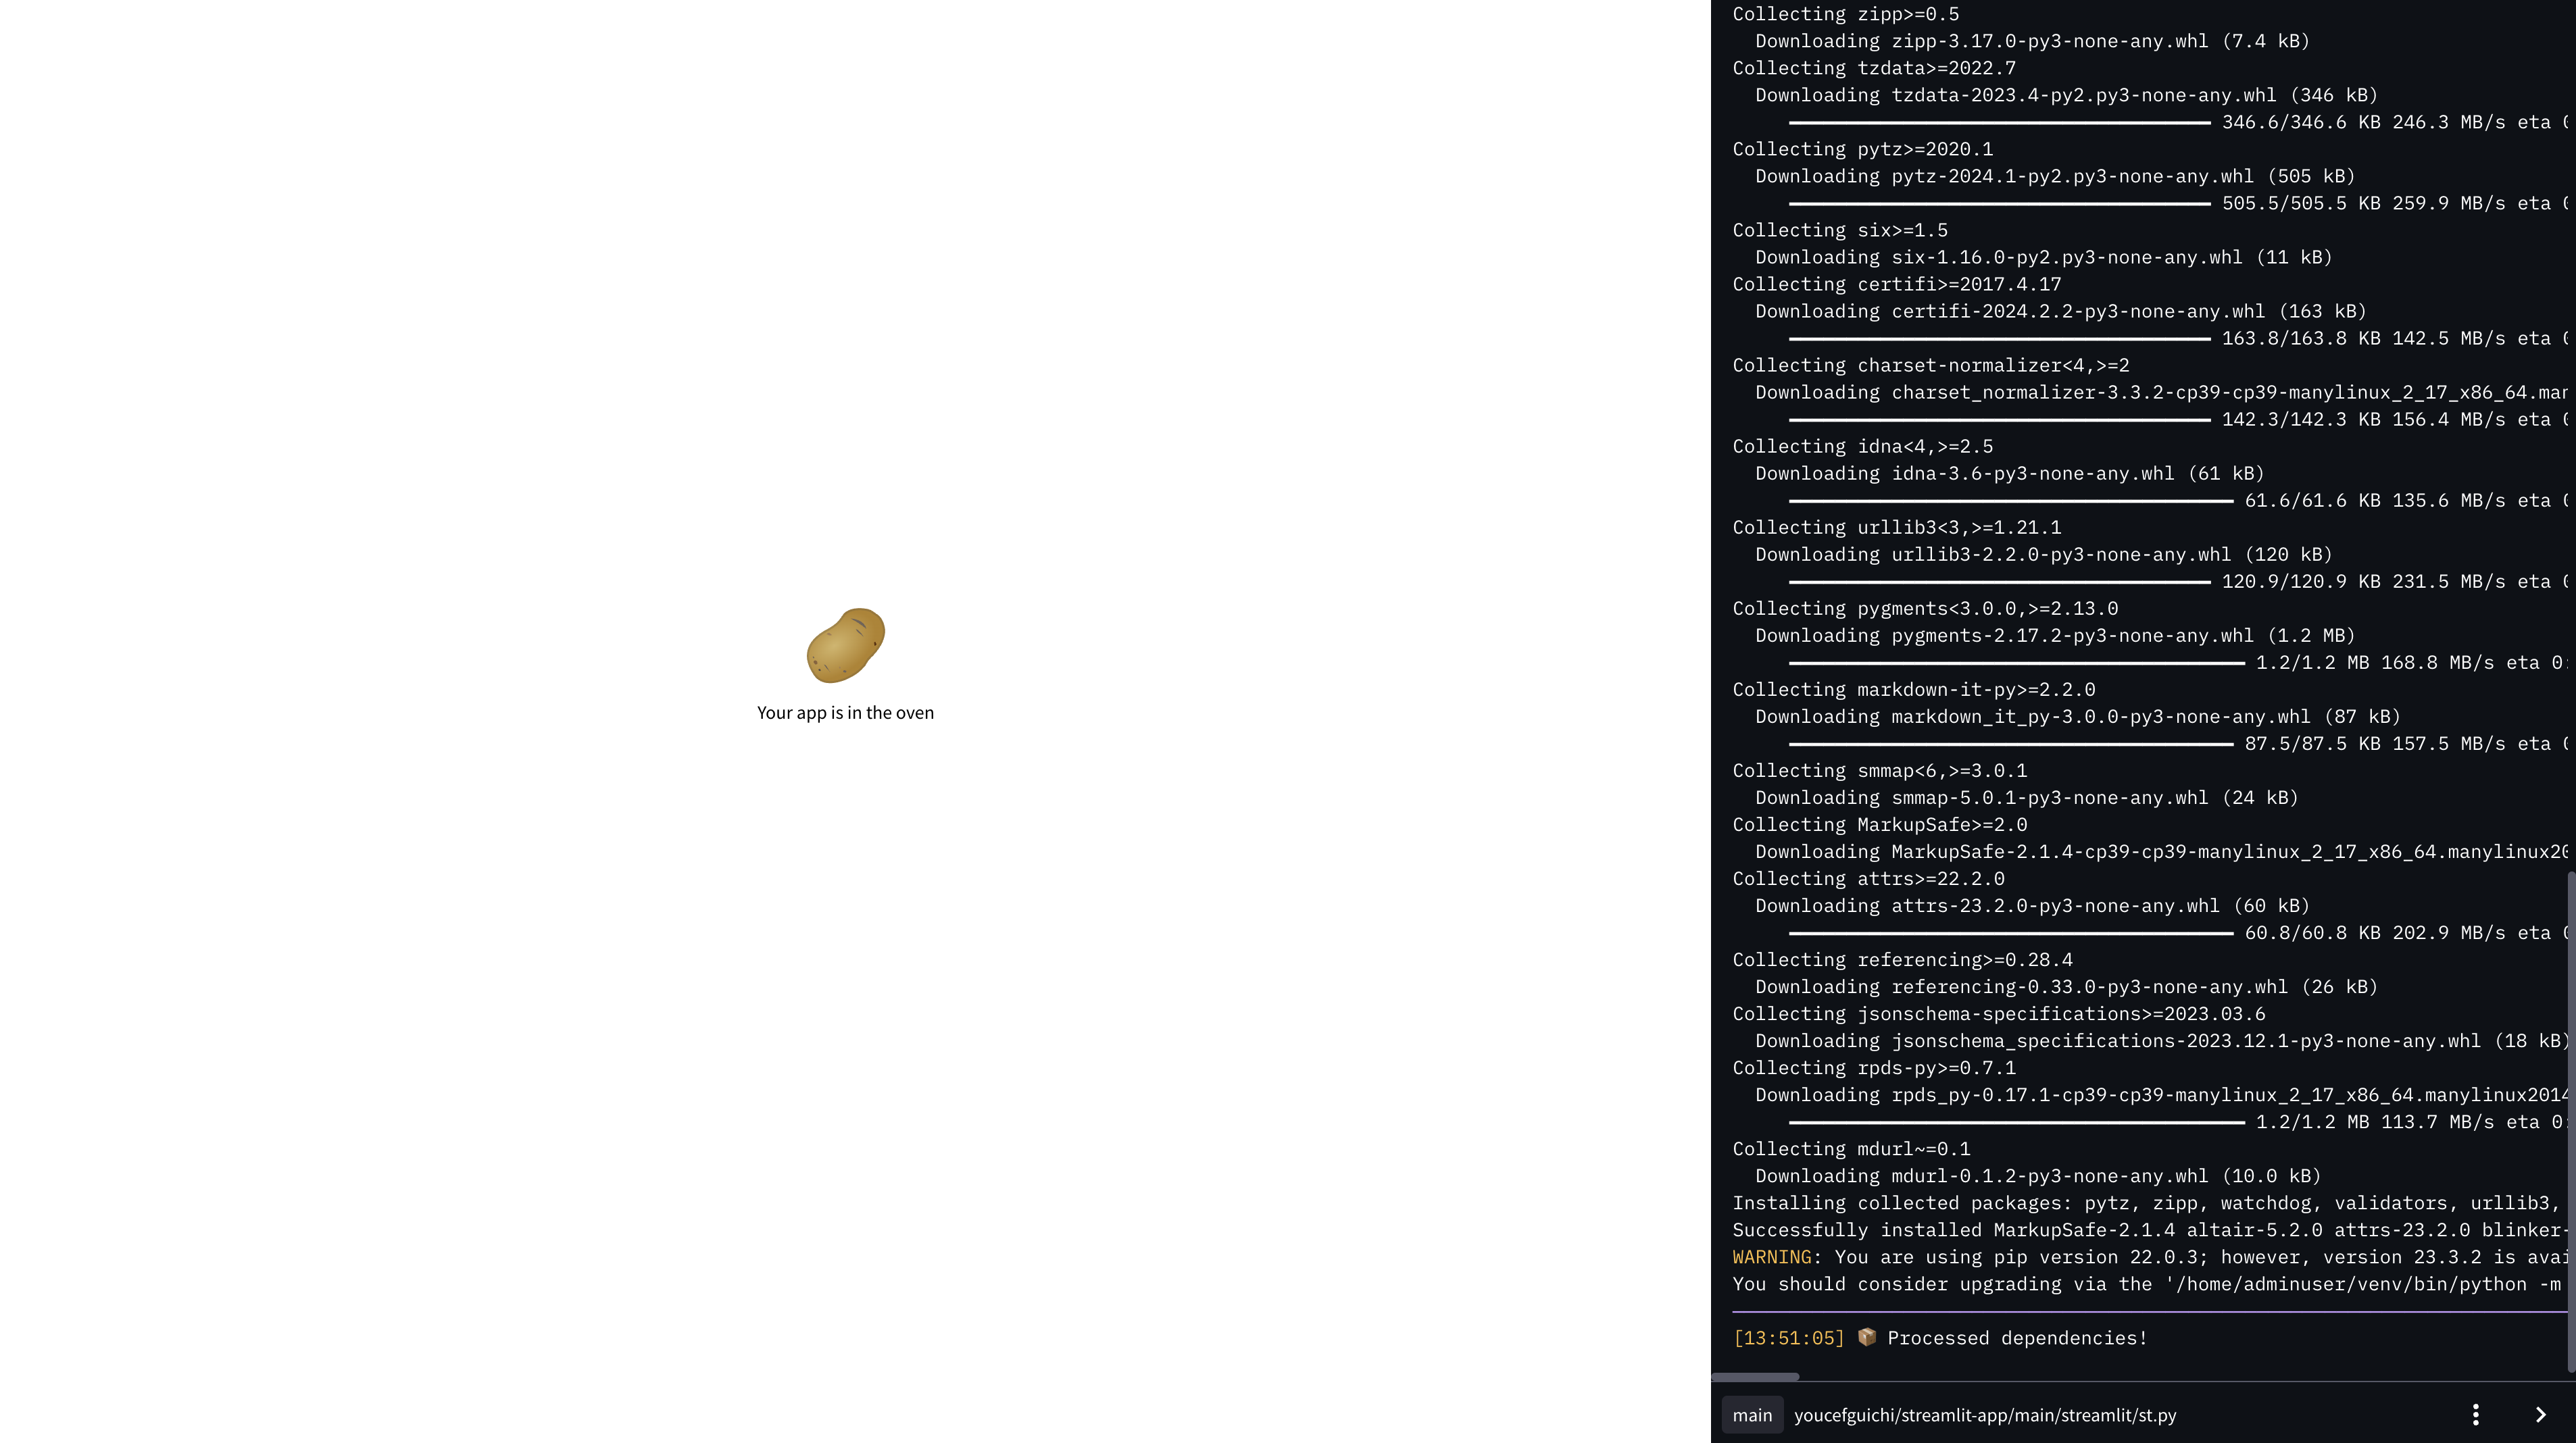 Your app is in the oven
Collecting zipp>=0.5
Downloading zipp-3.17.0-py3-none-any.whl (7.4 kB)
Collecting tzdata>=2022.7
Downloading tzdata-2023.4-py2.py3-none-any.whl (346 kB)
346.6/346.6 KB 246.3 MB/s eta
Collecting pytz>=2020.1
Downloading pytz-2024.1-py2.py3-none-any.whl (505 kB)
505.5/505.5 KB 259.9 MB/s eta
Collecting six>=1.5
Downloading six-1.16.0-py2.py3-none-any.whl (11 kB)
Collecting certifi>=2017.4.17
Downloading certifi-2024.2.2-py3-none-any.whl (163 kB)
163.8/163.8 KB 142.5 MB/s eta
Collecting charset-normalizer<4,>=2
Downloading charset_normalizer-3.3.2-cp39-cp39-manylinux_2_17_x86_64.man
142.3/142.3 KB 156.4 MB/s eta
Collecting idna<4,>=2.5
Downloading idna-3.6-py3-none-any.whl (61 kB)
61.6/61.6 KB 135.6 MB/s eta
Collecting urllib3<3,>=1.21.1
Downloading urllib3-2.2.0-py3-none-any.whl (120 kB)
120.9/120.9 KB 231.5 MB/s eta
Collecting pygments<3.0.0,>=2.13.0
Downloading pygments-2.17.2-py3-none-any.whl (1.2 MB)
1.2/1.2 MB 168.8 MB/s eta 0:
Collecting markdown-it-py>=2.2.0
Downloading markdown_it_py-3.0.0-py3-none-any.whl (87 kB)
87.5/87.5 KB 157.5 MB/s eta
Collecting smmap<6,>=3.0.1
Downloading smmap-5.0.1-py3-none-any.whl (24 kB)
Collecting MarkupSafe>=2.0
Downloading MarkupSafe-2.1.4-cp39-cp39-manylinux_2_17_x86_64.manylinux20
Collecting attrs>=22.2.0
Downloading attrs-23.2.0-py3-none-any.whl (60 kB)
60.8/60.8 KB 202.9 MB/s eta
Collecting referencing>=0.28.4
Downloading referencing-0.33.0-py3-none-any.whl (26 kB)
Collecting jsonschema-specifications>=2023.03.6
Downloading jsonschema_specifications-2023.12.1-py3-none-any.whl (18 kB)
Collecting rpds-py>=0.7.1
Downloading rpds_py-0.17.1-cp39-cp39-manylinux_2_17_x86_64.manylinux2014
1.2/1.2 MB 113.7 MB/s eta 0:
Collecting mdurl~=0.1
Downloading mdurl-0.1.2-py3-none-any.whl (10.0 kB)
Installing collected packages: pytz, zipp, watchdog, validators, urllib3,
Successfully installed MarkupSafe-2.1.4 altair-5.2.0 attrs-23.2.0 blinker-
WARNING: You are using pip version 22.0.3; however, version 23.3.2 is avai
You should consider upgrading via the '/home/adminuser/venv/bin/python -m
[13:51:05] 📦 Processed dependencies!
main youcefguichi/streamlit-app/main/streamlit/st.py